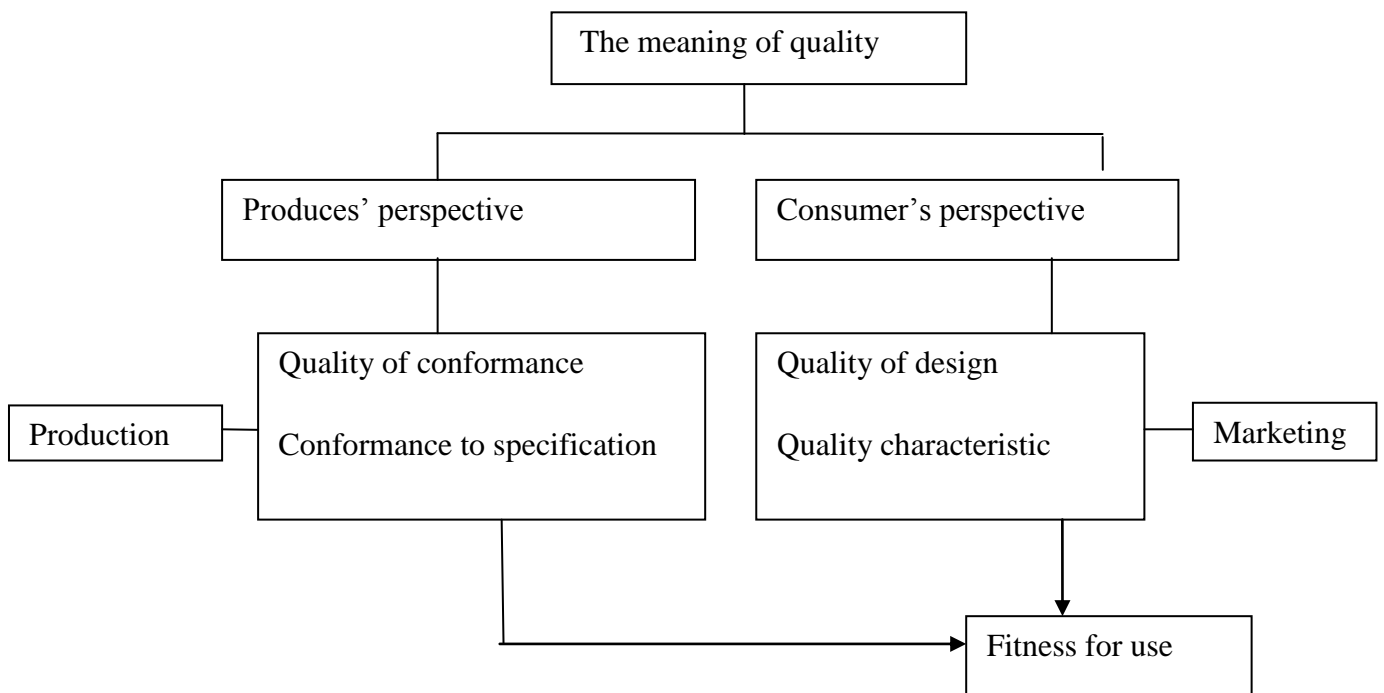 The meaning of quality
Produces’ perspective
Consumer’s perspective
Quality of conformance
Conformance to specification
Quality of design
Quality characteristic
Production
Marketing
Fitness for use